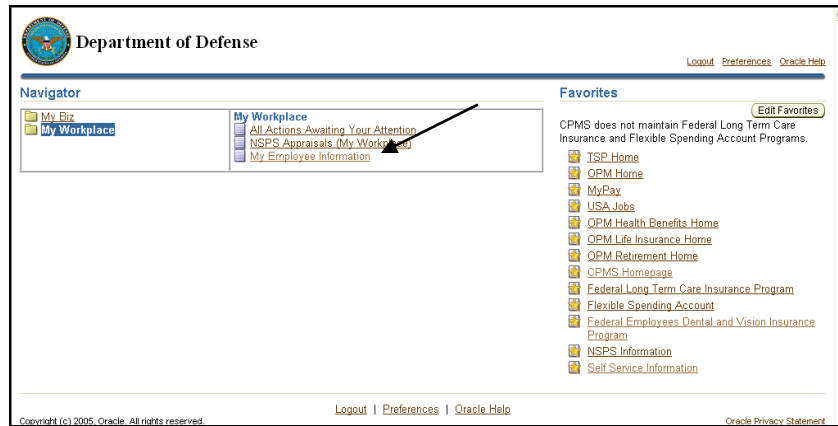 Department of Defense
Logout Preferences Oracle Help
Navigator
My Biz
My Workplace
My Workplace
All Actions Awaiting Your Attention
NSPS Appraisals (My Workplace)
My Employee Information
Favorites
Edit Favorites
CPMS does not maintain Federal Long Term Care
Insurance and Flexible Spending Account Programs.
TSP Home
OPM Home
MyPay
USA Jobs
OPM Health Benefits Home
OPM Life Insurance Home
OPM Retirement Home
CPMS Homepage
Federal Long Term Care Insurance Program
Flexible Spending Account
Federal Employees Dental and Vision Insurance
Program
NSPS Information
Self Service Information
Logout | Preferences | Oracle Help
Copyright (c) 2005, Oracle. All rights reserved.
Oracle Privacy Statement